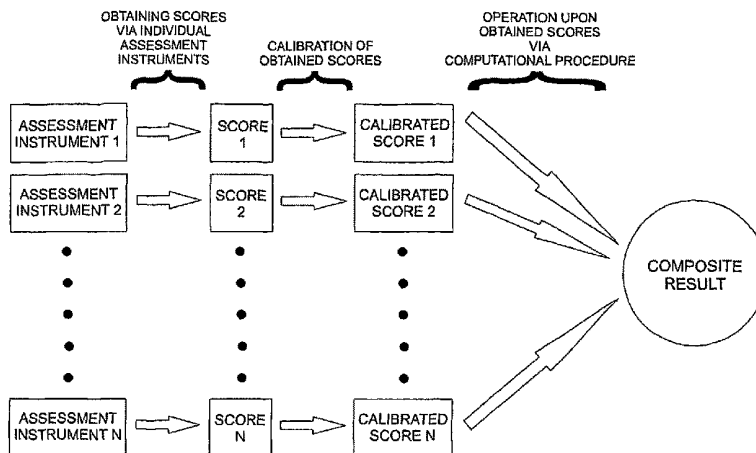 OBTAINING SCORES
VIA INDIVIDUAL
ASSESSMENT
INSTRUMENTS
CALIBRATION OF
OBTAINED SCORES
OPERATION UPON
OBTAINED SCORES
VIA
COMPUTATIONAL PROCEDURE
ASSESSMENT
INSTRUMENT 1
SCORE
1
CALIBRATED
SCORE 1
ASSESSMENT
INSTRUMENT 2
SCORE
2
CALIBRATED
SCORE 2
COMPOSITE
RESULT
ASSESSMENT
INSTRUMENT N
SCORE
N
CALIBRATED
SCORE N